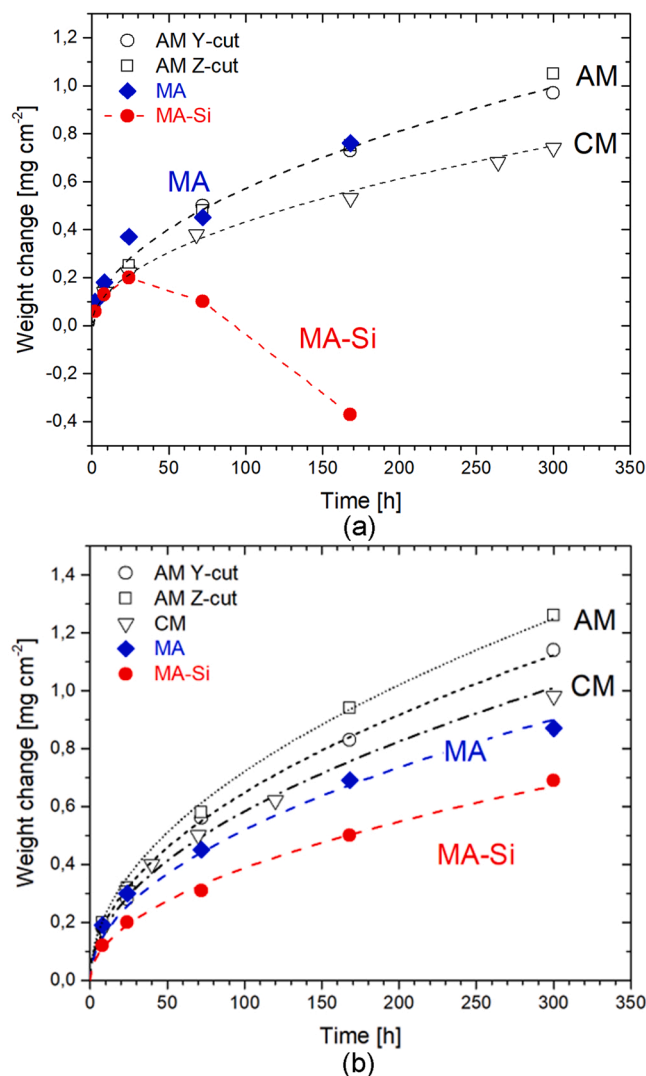 1,2
1,0
0,8
0,6
0,4
0,2
0,0
-0,2
-0,4
Weight change [mg cm⁻²]
AM Y-cut
AM Z-cut
MA
MA-Si
AM
CM
MA
MA-Si
0 50 100 150 200 250 300 350
Time [h]
(a)
1,4
1,2
1,0
0,8
0,6
0,4
0,2
0,0
Weight change [mg cm⁻²]
AM Y-cut
AM Z-cut
CM
MA
MA-Si
AM
CM
MA
MA-Si
0 50 100 150 200 250 300 350
Time [h]
(b)